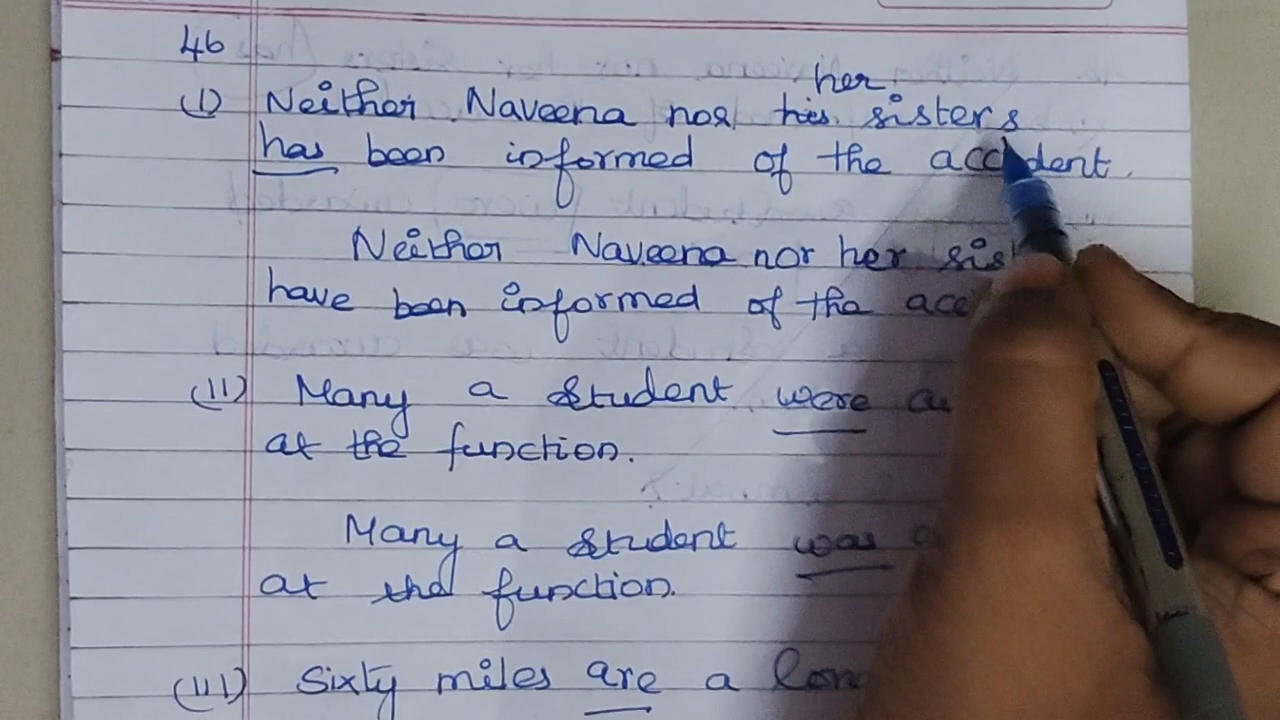 46
her
(I) Neither Naveena nor his sisters
has been informed of the accident.
Neither Naveena nor her
have been informed of the
(II) Many a student were
at the function.
Many a student was
at the function.
(III) Sixty miles are a